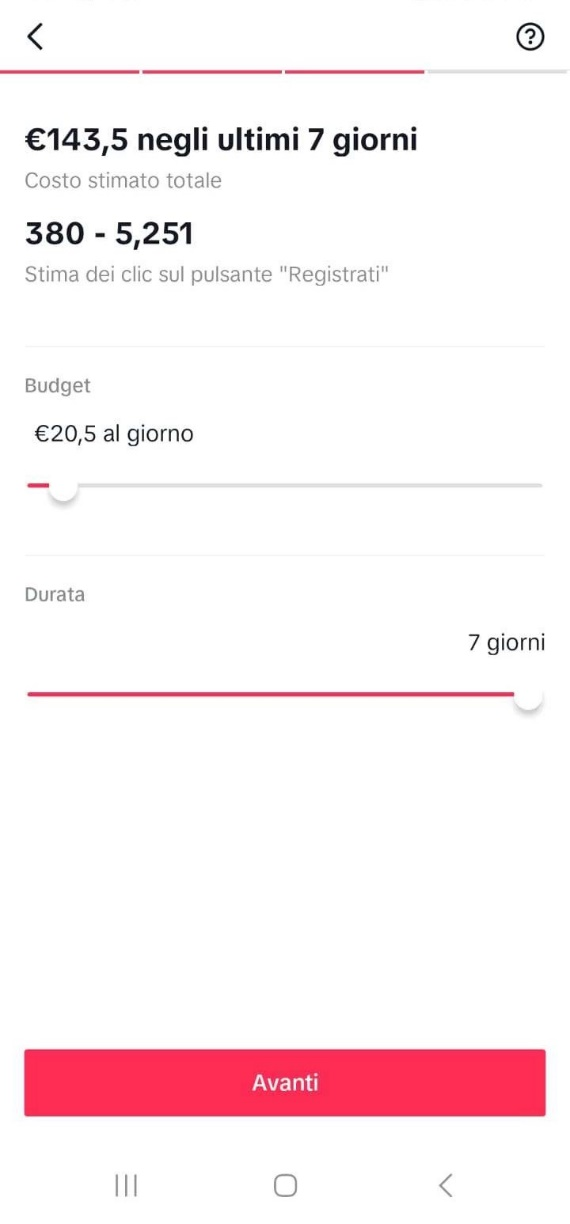 €143,5 negli ultimi 7 giorni
Costo stimato totale
380 - 5,251
Stima dei clic sul pulsante "Registrati"
Budget
€20,5 al giorno
Durata
7 giorni
Avanti